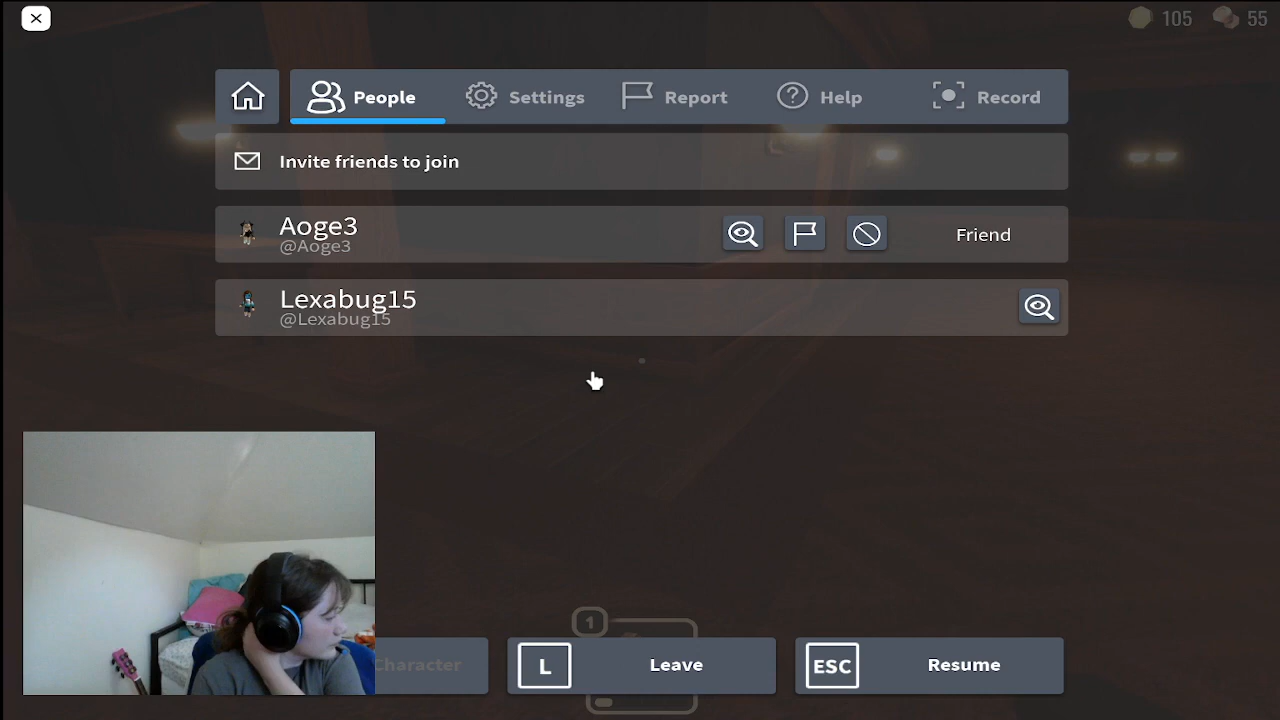 105 55
People Settings Report Help Record
Invite friends to join
Aoge3
@Aoge3
Friend
Lexabug15
@Lexabug15
1
Character
L Leave
ESC Resume